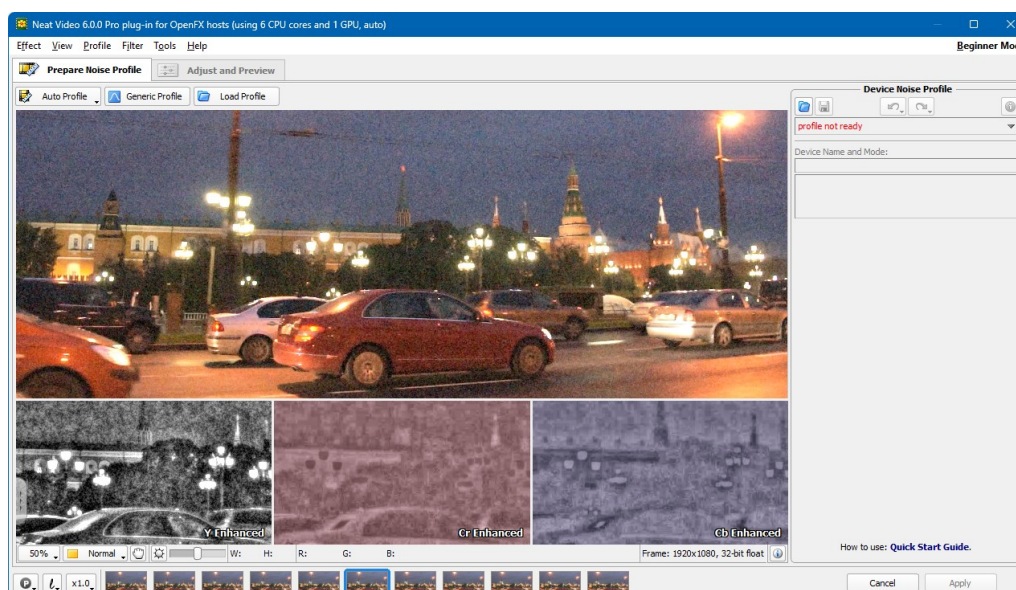 Neat Video 6.0.0 Pro plug-in for OpenFX hosts (using 6 CPU cores and 1 GPU, auto)
Effect View Profile Filter Tools Help Beginner Mod
Prepare Noise Profile Adjust and Preview
Auto Profile Generic Profile Load Profile
Device Noise Profile
profile not ready
Device Name and Mode:
Y Enhanced Cr Enhanced Cb Enhanced
50% Normal W: H: R: G: B: Frame: 1920x1080, 32-bit float
How to use: Quick Start Guide.
P ℓ x1.0 Cancel Apply